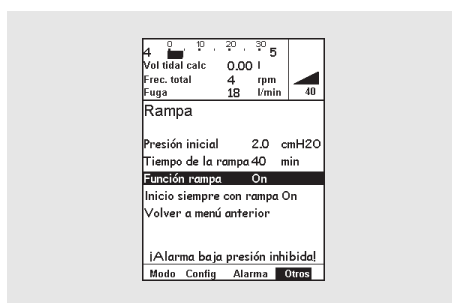 0 10 20 30
4 5
Vol tidal calc 0.00 l
Frec. total 4 rpm
Fuga 18 l/min
40
Rampa
Presión inicial 2.0 cmH2O
Tiempo de la rampa 40 min
Función rampa On
Inicio siempre con rampa On
Volver a menú anterior
¡Alarma baja presión inhibida!
Modo Config Alarma Otros